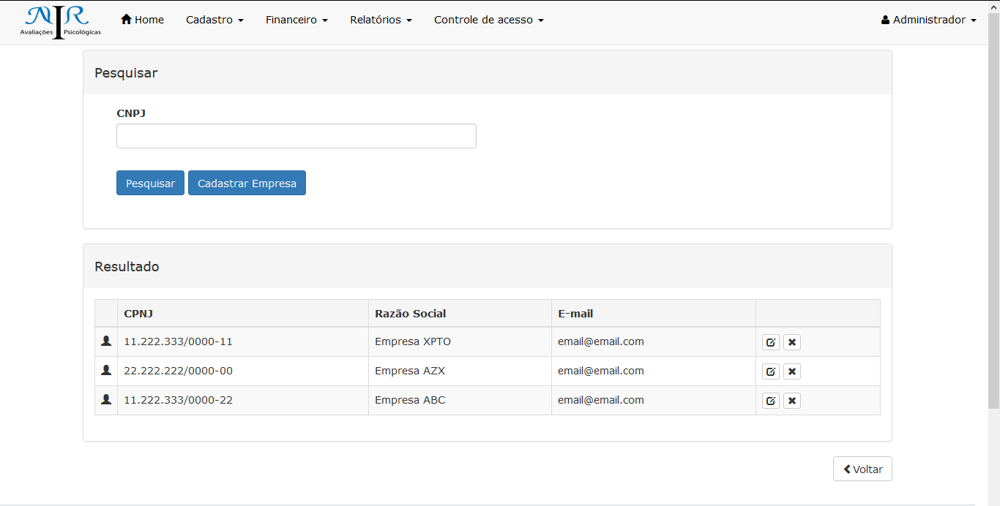 NIR
Avaliações Psicológicas
Home Cadastro Financeiro Relatórios Controle de acesso Administrador
Pesquisar
CNPJ
Pesquisar Cadastrar Empresa
Resultado
CPNJ Razão Social E-mail
11.222.333/0000-11 Empresa XPTO email@email.com
22.222.222/0000-00 Empresa AZX email@email.com
11.222.333/0000-22 Empresa ABC email@email.com
Voltar